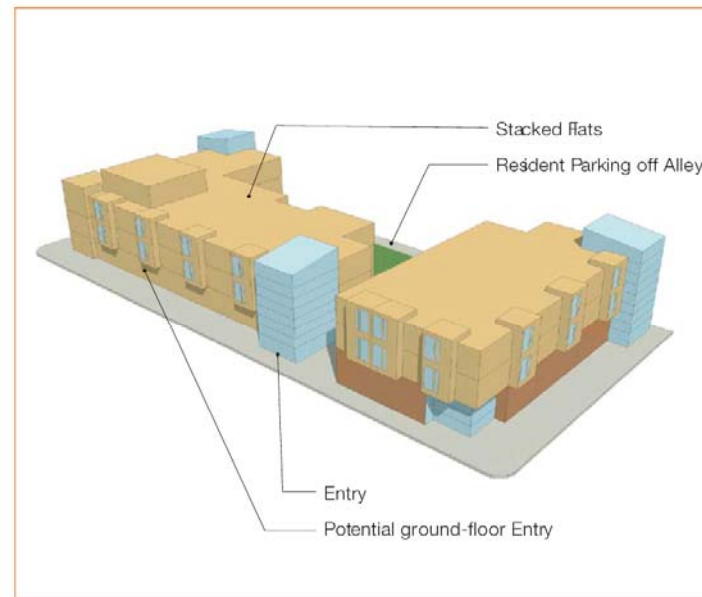 Stacked Flats
Resident Parking off Alley
Entry
Potential ground-floor Entry